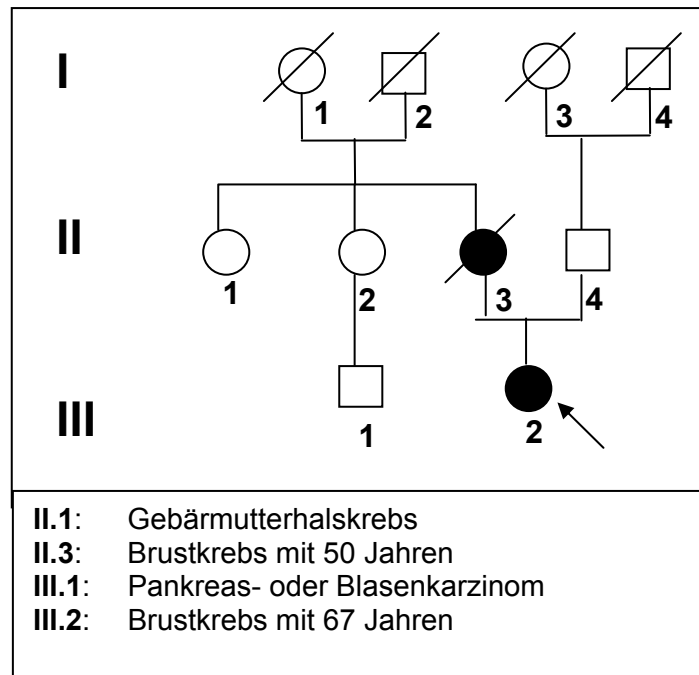 I
1 2 3 4
II
1 2 3 4
III
1 2
II.1: Gebärmutterhalskrebs
II.3: Brustkrebs mit 50 Jahren
III.1: Pankreas- oder Blasenkarzinom
III.2: Brustkrebs mit 67 Jahren